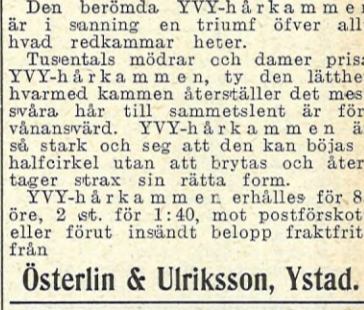 Den berömda YVY-hårkammen
är i sanning en triumf öfver all
hvad redkammar heter.
Tusentals mödrar och damer prisa
YVY-hårkammen, ty den lätthe
hvarmed kammen återställer det mes
svåra hår till sammetslent är för
vånansvärd. YVY-hårkammen ä
så stark och seg att den kan böjas
halfcirkel utan att brytas och åter
tager strax sin rätta form.
YVY-hårkammen erhålles för 8
öre, 2 st. för 1:40, mot postförskot
eller förut insändt belopp fraktfrit
från
Österlin & Ulriksson, Ystad.